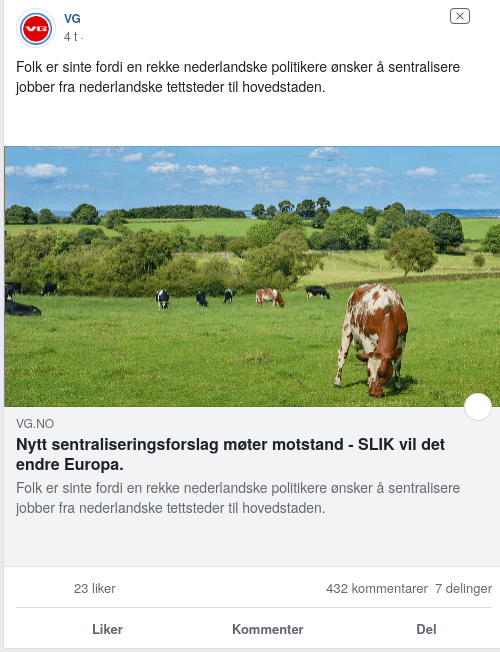 VG
4 t ·
VG
Folk er sinte fordi en rekke nederlandske politikere ønsker å sentralisere
jobber fra nederlandske tettsteder til hovedstaden.
VG.NO
Nytt sentraliseringsforslag møter motstand - SLIK vil det
endre Europa.
Folk er sinte fordi en rekke nederlandske politikere ønsker å sentralisere
jobber fra nederlandske tettsteder til hovedstaden.
23 liker
432 kommentarer 7 delinger
Liker
Kommenter
Del